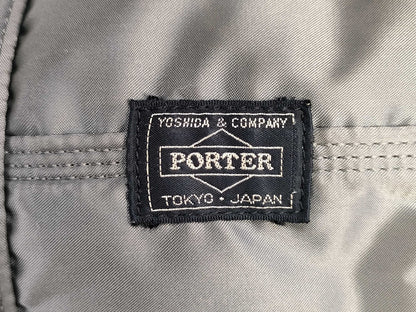 YOSHIDA & COMPANY
PORTER
TOKYO · JAPAN